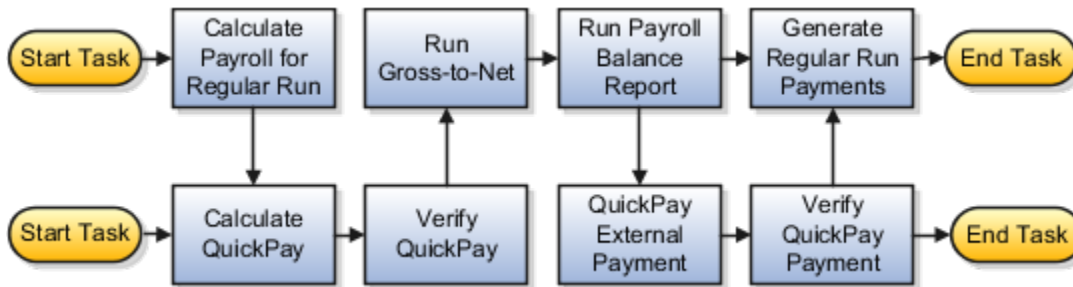 Start Task
Calculate
Payroll for
Regular Run
Run
Gross-to-Net
Run Payroll
Balance
Report
Generate
Regular Run
Payments
End Task
Start Task
Calculate
QuickPay
Verify
QuickPay
QuickPay
External
Payment
Verify
QuickPay
Payment
End Task